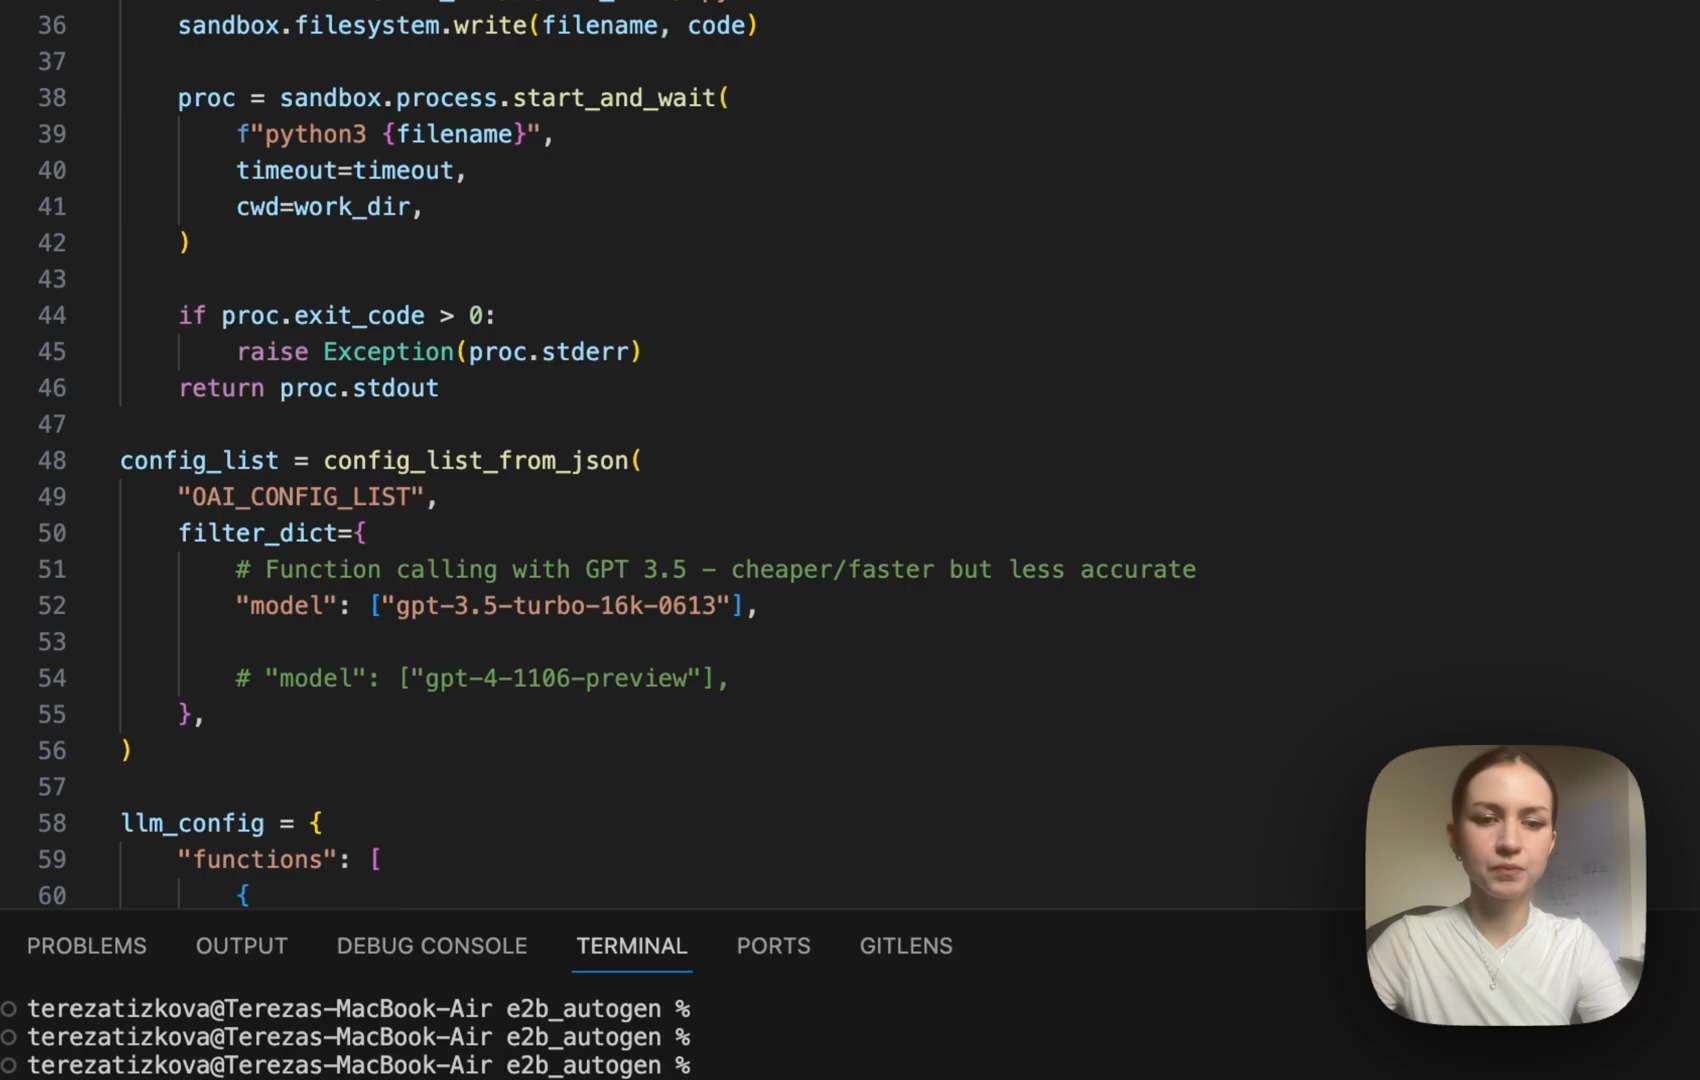 36 sandbox.filesystem.write(filename, code)
37
38 proc = sandbox.process.start_and_wait(
39 f"python3 {filename}",
40 timeout=timeout,
41 cwd=work_dir,
42 )
43
44 if proc.exit_code > 0:
45 raise Exception(proc.stderr)
46 return proc.stdout
47
48 config_list = config_list_from_json(
49 "OAI_CONFIG_LIST",
50 filter_dict={
51 # Function calling with GPT 3.5 - cheaper/faster but less accurate
52 "model": ["gpt-3.5-turbo-16k-0613"],
53
54 # "model": ["gpt-4-1106-preview"],
55 },
56 )
57
58 llm_config = {
59 "functions": [
60 {
PROBLEMS OUTPUT DEBUG CONSOLE TERMINAL PORTS GITLENS
terezatizkova@Terezas-MacBook-Air e2b_autogen %
terezatizkova@Terezas-MacBook-Air e2b_autogen %
terezatizkova@Terezas-MacBook-Air e2b_autogen %